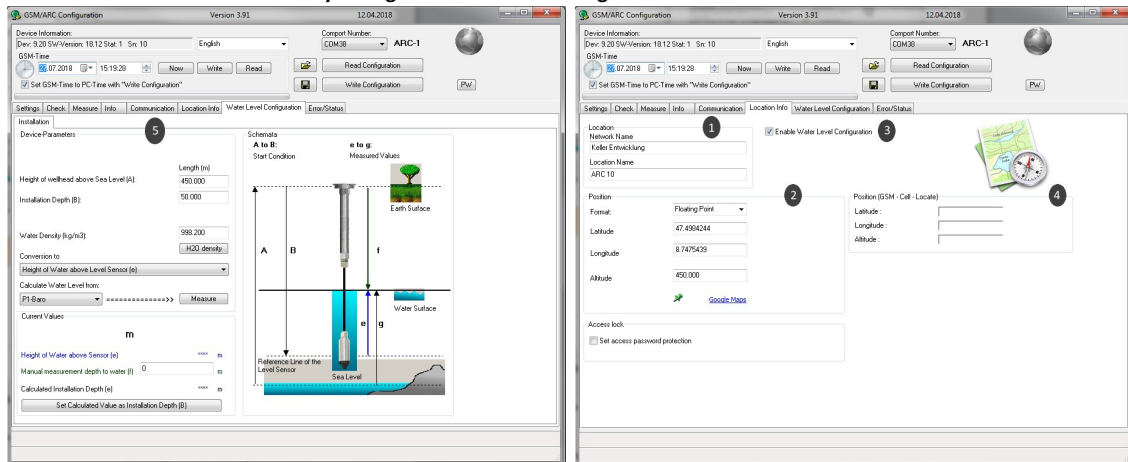 GSM/ARC Configuration Version 3.91 12.04.2018
Device Information:
Dev: 9.20 SW-Version: 18.12 Stat: 1 Sn: 10
English
Comport Number:
COM38
ARC-1
GSM-Time
27.07.2018
15:19:28
Now
Write
Read
Read Configuration
Set GSM-Time to PC-Time with "Write Configuration"
Write Configuration
PW
Settings Check Measure Info Communication Location Info Water Level Configuration Error/Status
Installation
5
Device-Parameters
Length (m)
Height of wellhead above Sea Level (A):
450.000
Installation Depth (B):
50.000
Water Density (kg/m3):
998.200
H2O density
Conversion to
Height of Water above Level Sensor (e)
Calculate Water Level from:
P1-Baro
==============>>
Measure
Current Values
m
Height of Water above Sensor (e)
**** m
Manual measurement depth to water (f)
0
m
Calculated Installation Depth (e)
**** m
Set Calculated Value as Installation Depth (B)
Schemata
A to B:
Start Condition
e to g:
Measured Values
Earth Surface
A
B
f
Water Surface
e
g
Reference Line of the
Level Sensor
Sea Level
GSM/ARC Configuration Version 3.91 12.04.2018
Device Information:
Dev: 9.20 SW-Version: 18.12 Stat: 1 Sn: 10
English
Comport Number:
COM38
ARC-1
GSM-Time
27.07.2018
15:19:28
Now
Write
Read
Read Configuration
Set GSM-Time to PC-Time with "Write Configuration"
Write Configuration
PW
Settings Check Measure Info Communication Location Info Water Level Configuration Error/Status
Location
1
Network Name
Keller Entwicklung
Location Name
ARC 10
Enable Water Level Configuration
3
Position
2
Format:
Floating Point
Latitude
47.4984244
Longitude
8.7475439
Altitude
450.000
Google Maps
Position (GSM - Cell - Locate)
4
Latitude :
Longitude :
Altitude :
Access lock
Set access password protection